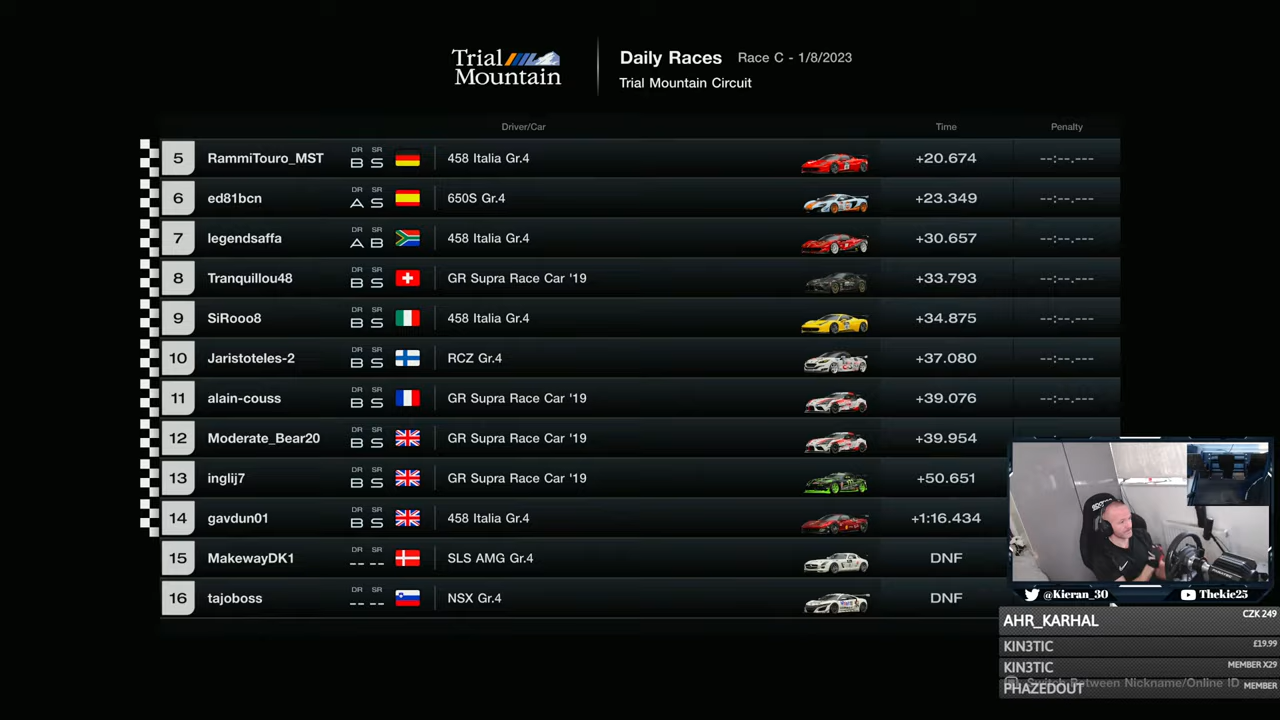 Trial Mountain
Daily Races Race C - 1/8/2023
Trial Mountain Circuit
Driver/Car Time Penalty
5 RammiTouro_MST DR B SR S 458 Italia Gr.4 +20.674 --:--.---
6 ed81bcn DR A SR S 650S Gr.4 +23.349 --:--.---
7 legendsaffa DR A SR B 458 Italia Gr.4 +30.657 --:--.---
8 Tranquillou48 DR B SR S GR Supra Race Car '19 +33.793 --:--.---
9 SiRooo8 DR B SR S 458 Italia Gr.4 +34.875 --:--.---
10 Jaristoteles-2 DR B SR S RCZ Gr.4 +37.080 --:--.---
11 alain-couss DR B SR S GR Supra Race Car '19 +39.076 --:--.---
12 Moderate_Bear20 DR B SR S GR Supra Race Car '19 +39.954
13 inglij7 DR B SR S GR Supra Race Car '19 +50.651
14 gavdun01 DR B SR S 458 Italia Gr.4 +1:16.434
15 MakewayDK1 DR -- SR -- SLS AMG Gr.4 DNF
16 tajoboss DR -- SR -- NSX Gr.4 DNF
@Kieran_30 Thekie25
AHR_KARHAL CZK 249
KIN3TIC £19.99
KIN3TIC MEMBER X29
Switch Between Nickname/Online ID
PHAZEDOUT MEMBER